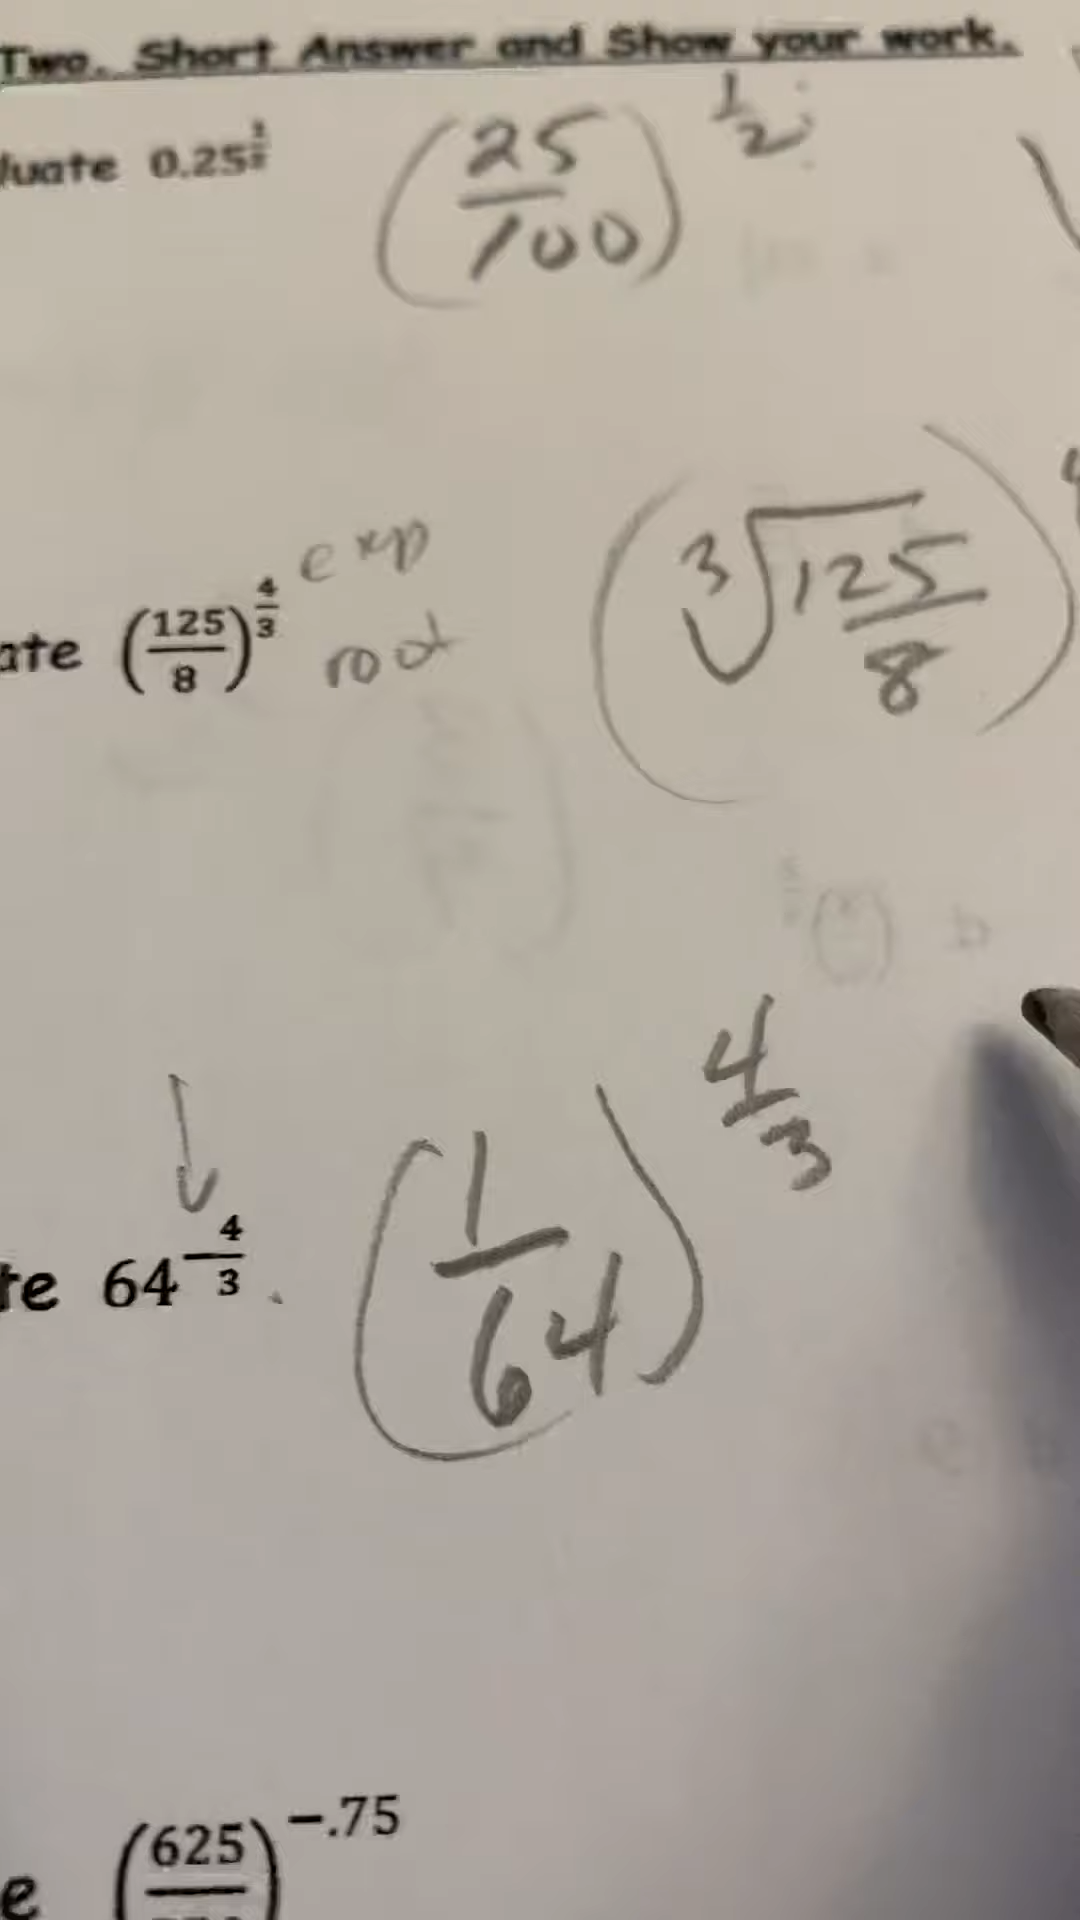 Two. Short Answer and Show your work.
luate 0.25^(1/2) (25/100)^(1/2)
exp
ate (125/8)^(4/3) root (∛125/8)
te 64^(-4/3). (1/64)^(4/3)
e (625/ )^(-.75)